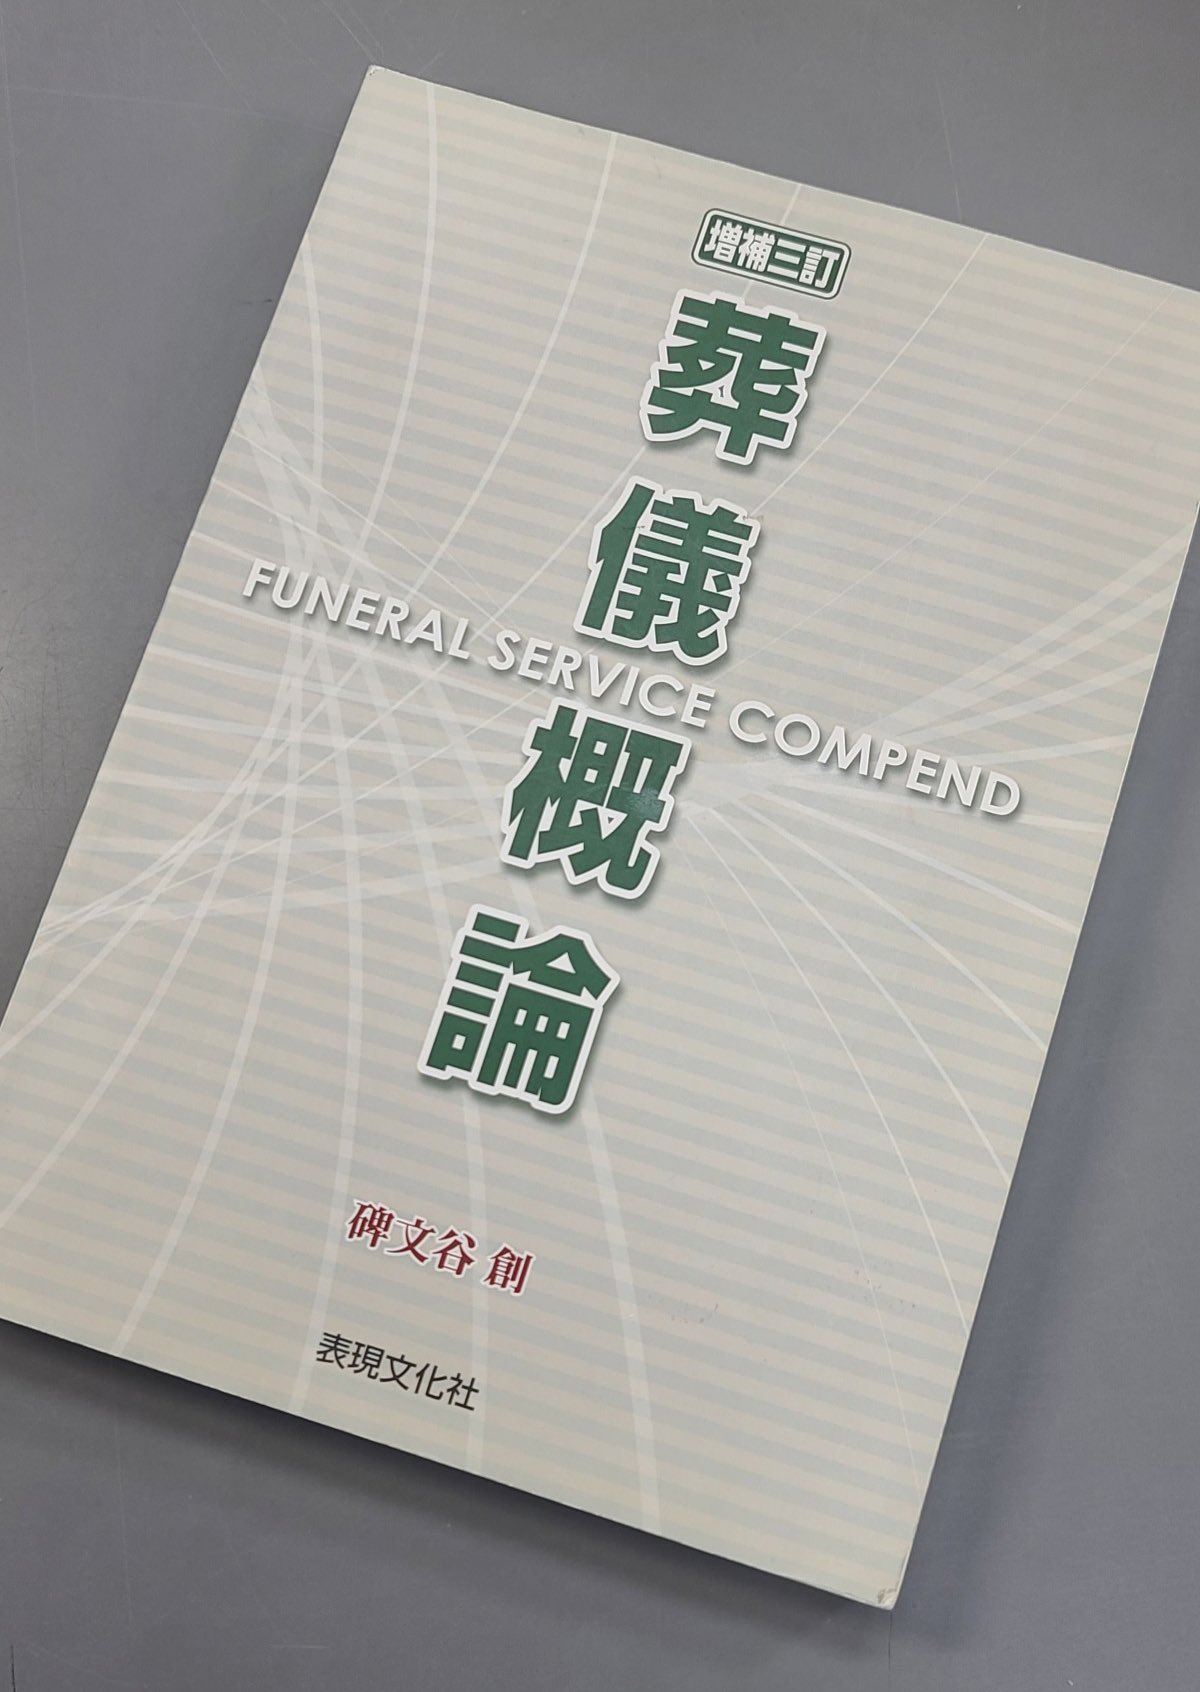 増補三訂
葬儀概論
FUNERAL SERVICE COMPEND
碑文谷 創
表現文化社